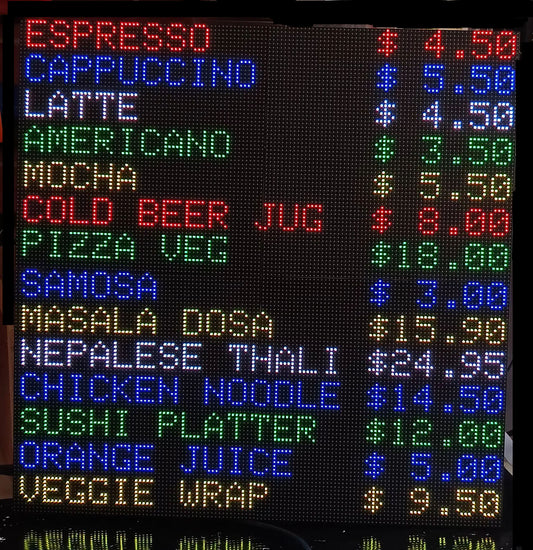 ESPRESSO $ 4.50
CAPPUCCINO $ 5.50
LATTE $ 4.50
AMERICANO $ 3.50
MOCHA $ 5.50
COLD BEER JUG $ 8.00
PIZZA VEG $18.00
SAMOSA $ 3.00
MASALA DOSA $15.90
NEPALESE THALI $24.95
CHICKEN NOODLE $14.50
SUSHI PLATTER $12.00
ORANGE JUICE $ 5.00
VEGGIE WRAP $ 9.50